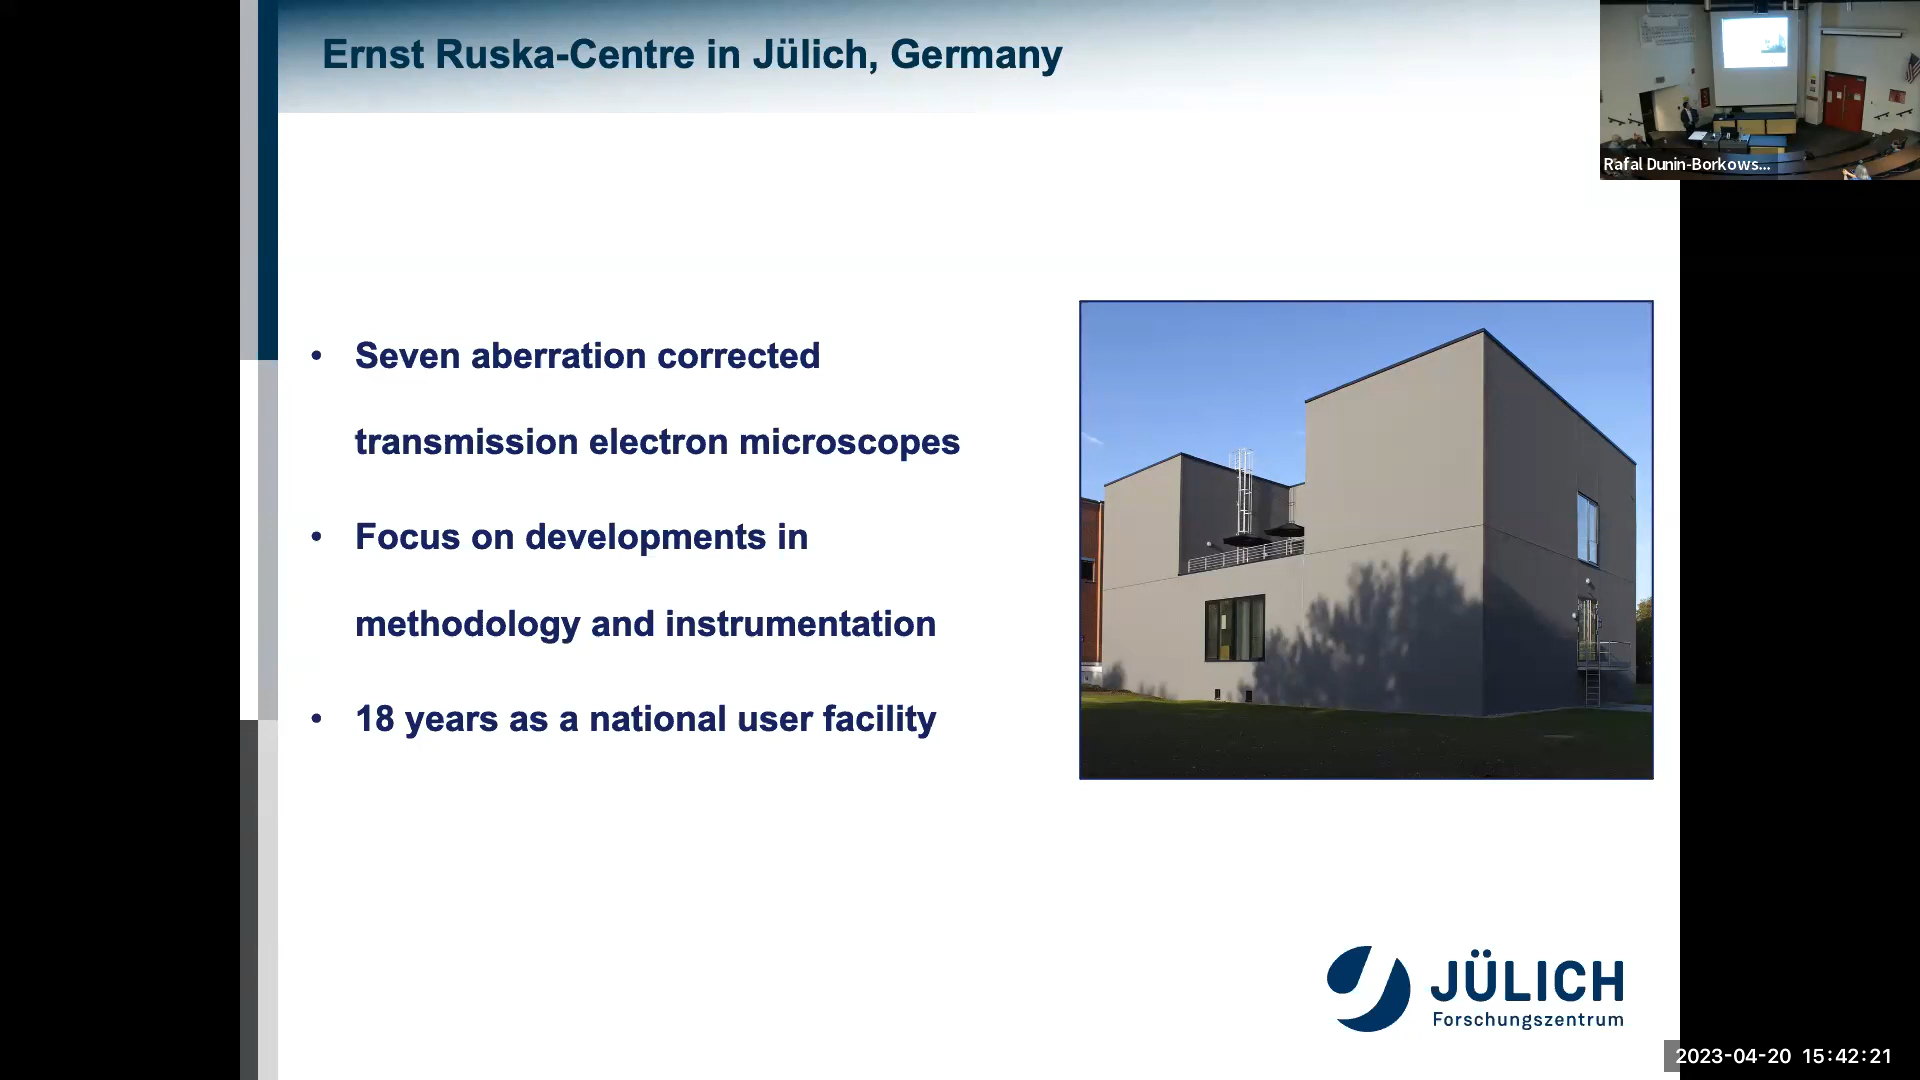 Ernst Ruska-Centre in Jülich, Germany
Rafal Dunin-Borkows...
• Seven aberration corrected
transmission electron microscopes
• Focus on developments in
methodology and instrumentation
• 18 years as a national user facility
JÜLICH
Forschungszentrum
2023-04-20 15:42:21